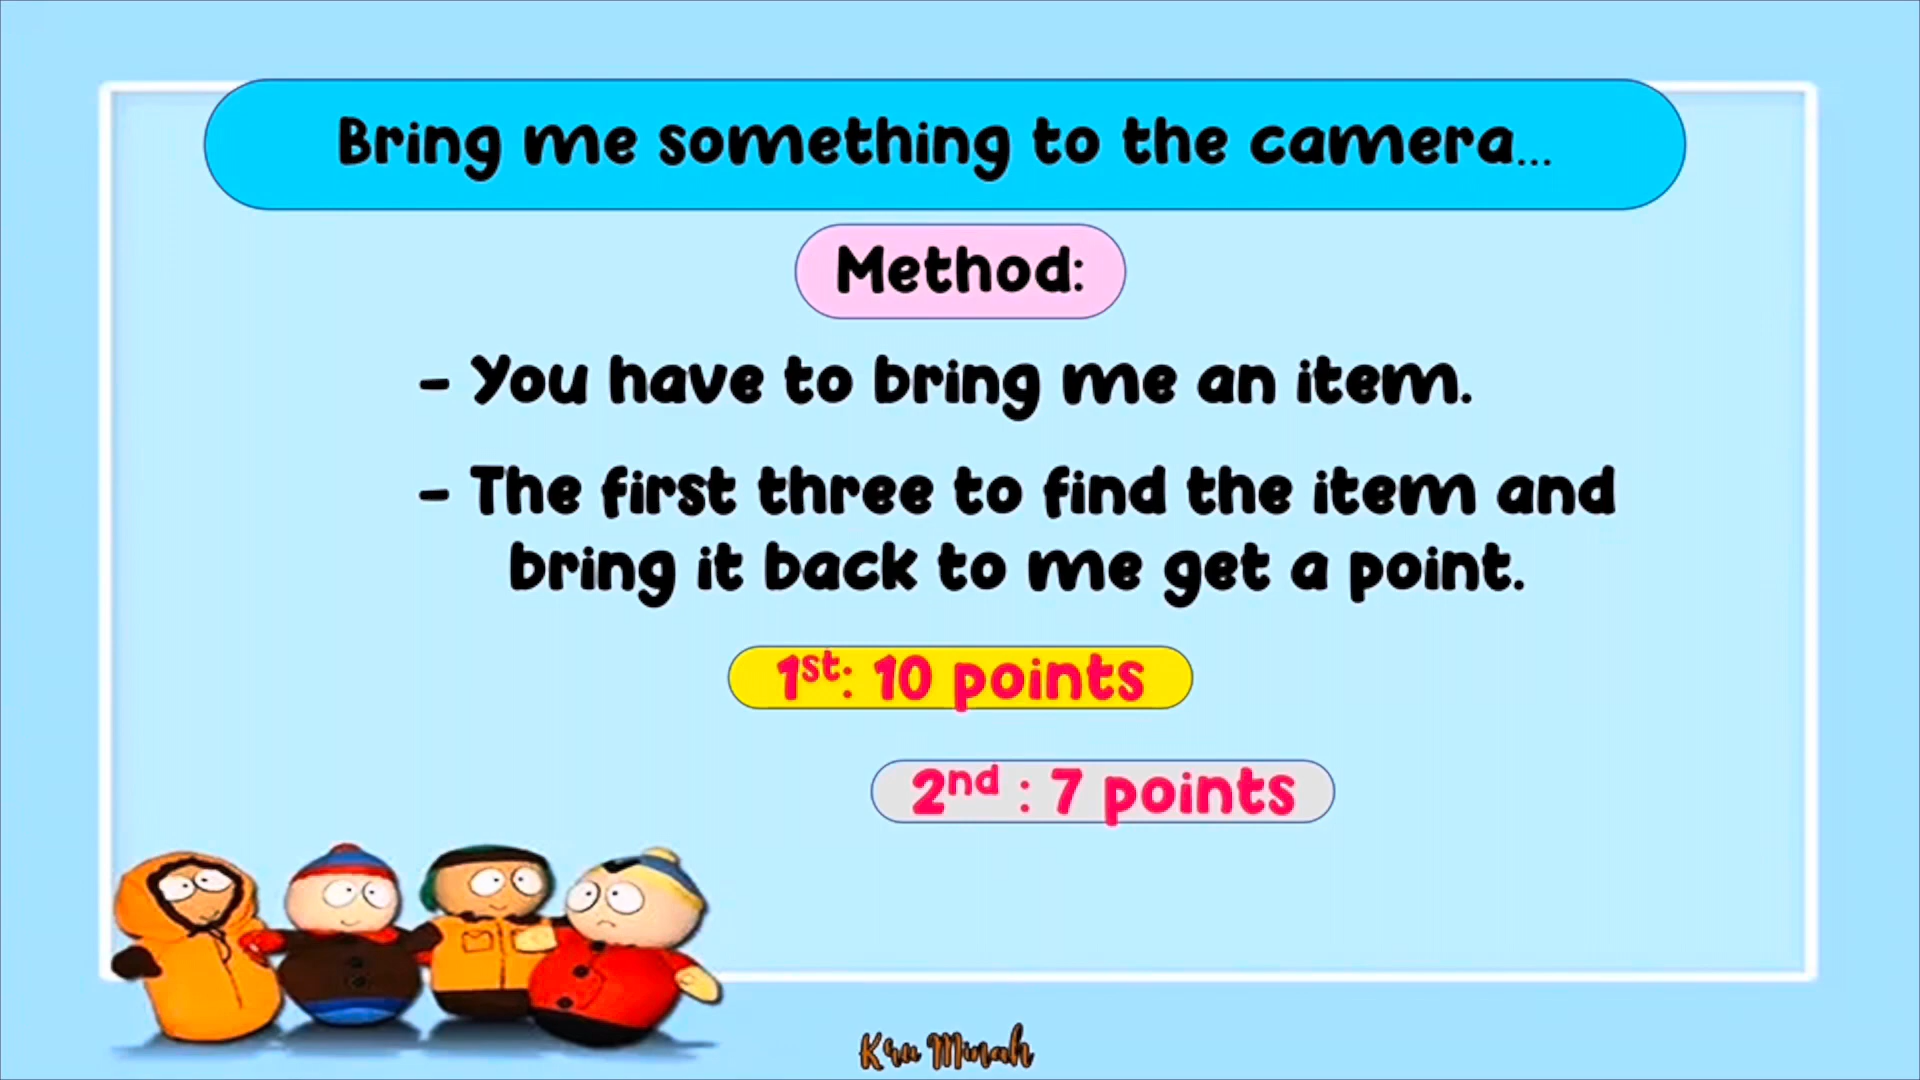 Bring me something to the camera...
Method:
- You have to bring me an item.
- The first three to find the item and
bring it back to me get a point.
1st: 10 points
2nd : 7 points
Kru Minah